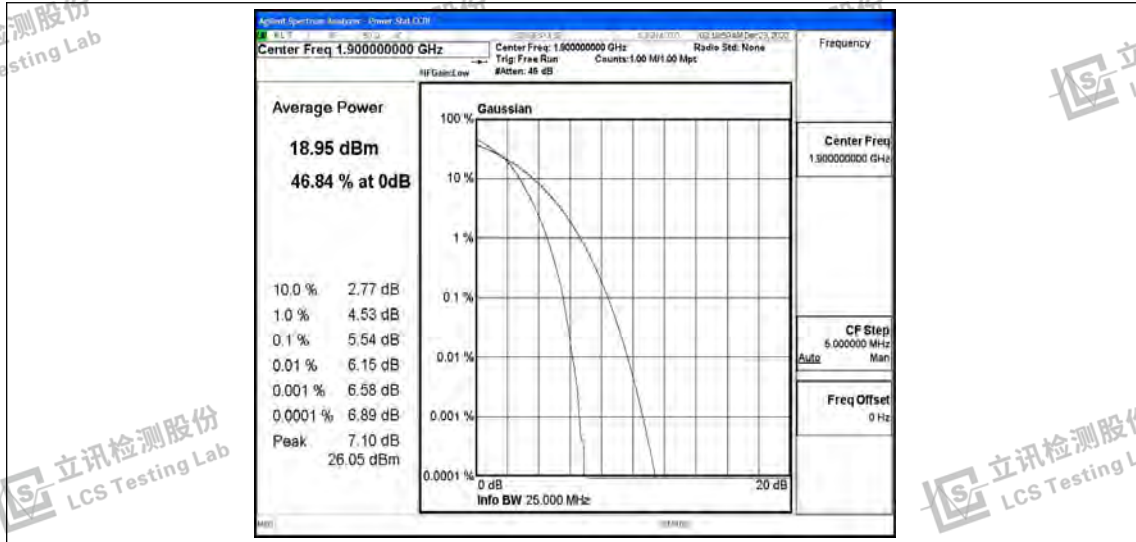 检测股份
esting Lab
Agilent Spectrum Analyzer - Power Stat CCDF
Center Freq 1.900000000 GHz
Center Freq: 1.900000000 GHz
Radio Std: None
Trig: Free Run
Counts:1.00 M/1.00 Mpt
#IFGain:Low
#Atten: 46 dB
Frequency
Average Power
18.95 dBm
46.84 % at 0dB
10.0 % 2.77 dB
1.0 % 4.53 dB
0.1 % 5.54 dB
0.01 % 6.15 dB
0.001 % 6.58 dB
0.0001 % 6.89 dB
Peak 7.10 dB
26.05 dBm
Gaussian
100 %
10 %
1 %
0.1 %
0.01 %
0.001 %
0.0001 %
0 dB
20 dB
Info BW 25.000 MHz
Center Freq
1.900000000 GHz
CF Step
5.000000 MHz
Auto Man
Freq Offset
0 Hz
立讯检测股份
LCS Testing Lab
立讯检测股份
LCS Testing L